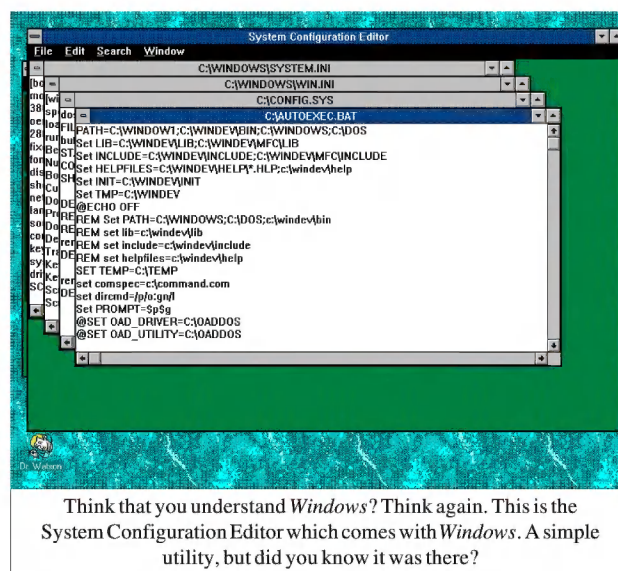 System Configuration Editor
File Edit Search Window
C:\WINDOWS\SYSTEM.INI
C:\WINDOWS\WIN.INI
C:\CONFIG.SYS
C:\AUTOEXEC.BAT
PATH=C:\WINDOW1;C:\WINDEV\BIN;C:\WINDOWS;C:\DOS
Set LIB=C:\WINDEV\LIB;C:\WINDEV\MFC\LIB
Set INCLUDE=C:\WINDEV\INCLUDE;C:\WINDEV\MFC\INCLUDE
Set HELPFILES=C:\WINDEV\HELP\*.HLP;c:\windev\help
Set INIT=C:\WINDEV\INIT
Set TMP=C:\WINDEV
@ECHO OFF
REM Set PATH=C:\WINDOWS;C:\DOS;c:\windev\bin
REM set lib=c:\windev\lib
REM set include=c:\windev\include
REM set helpfiles=c:\windev\help
SET TEMP=C:\TEMP
set comspec=c:\command.com
set dircmd=/p/o:gn/l
Set PROMPT=$p$g
@SET OAD_DRIVER=C:\OADDOS
@SET OAD_UTILITY=C:\OADDOS
Dr. Watson
Think that you understand Windows? Think again. This is the
System Configuration Editor which comes with Windows. A simple
utility, but did you know it was there?